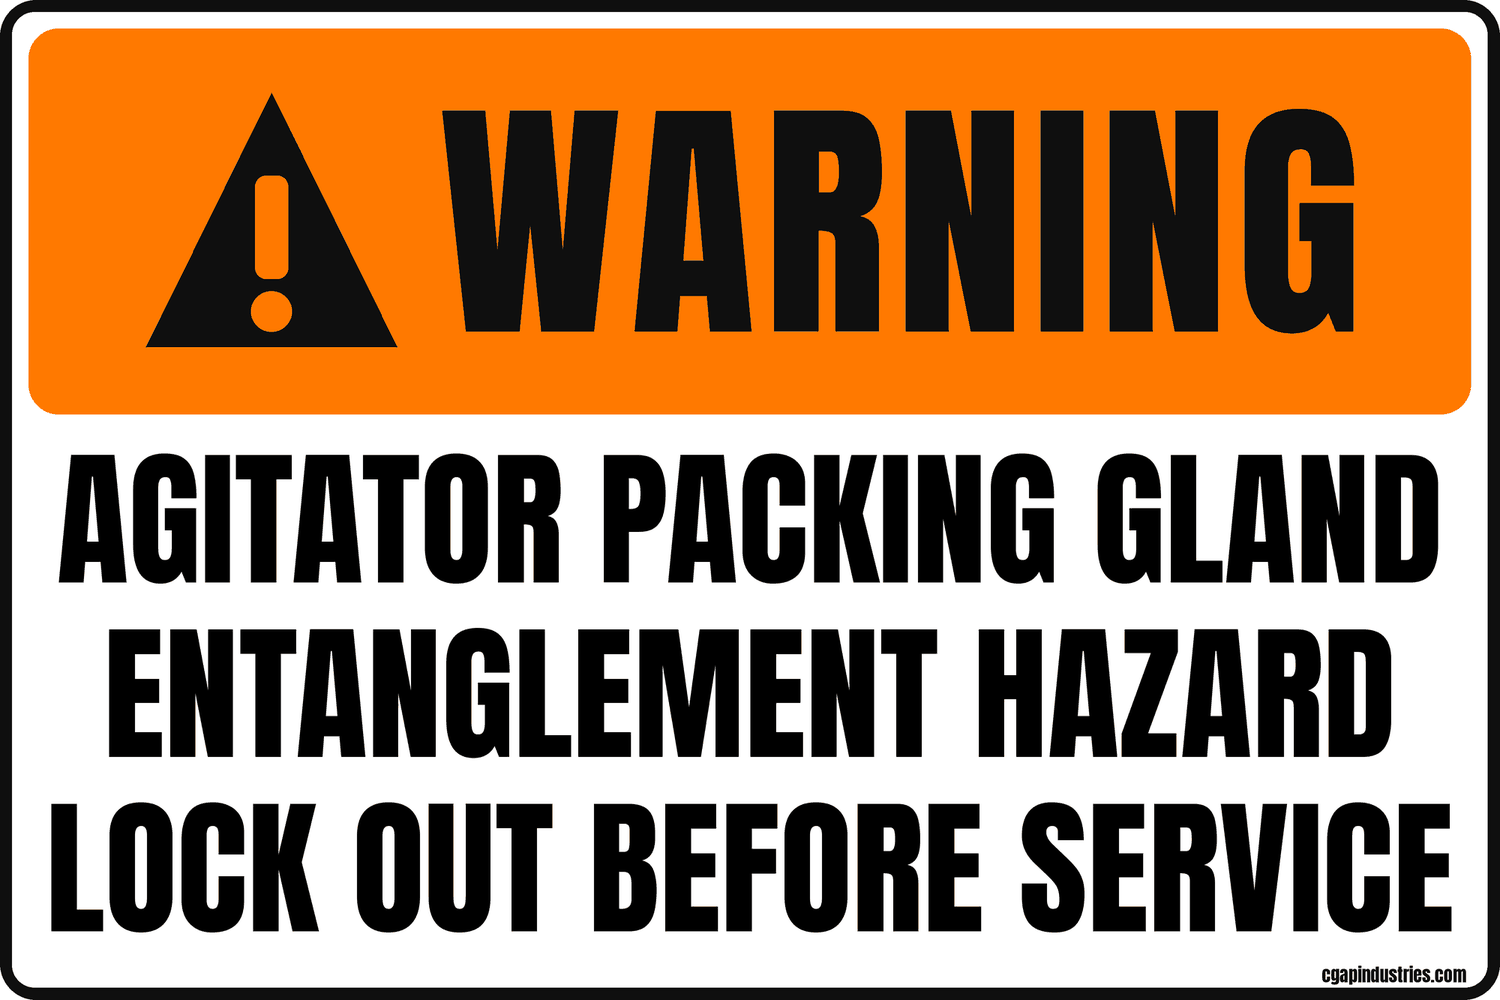 WARNING
AGITATOR PACKING GLAND
ENTANGLEMENT HAZARD
LOCK OUT BEFORE SERVICE
cgapindustries.com